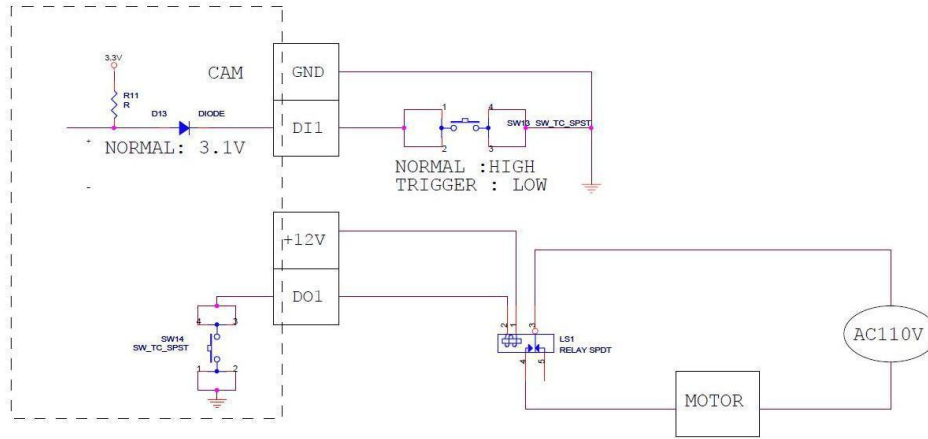 3.3V
CAM
GND
R11
R
D13
DIODE
DI1
1
4
SW13 SW_TC_SPST
2
3
+
NORMAL: 3.1V
-
NORMAL :HIGH
TRIGGER : LOW
+12V
DO1
4
3
SW14
SW_TC_SPST
1
2
2
1
3
LS1
RELAY SPDT
4
5
AC110V
MOTOR